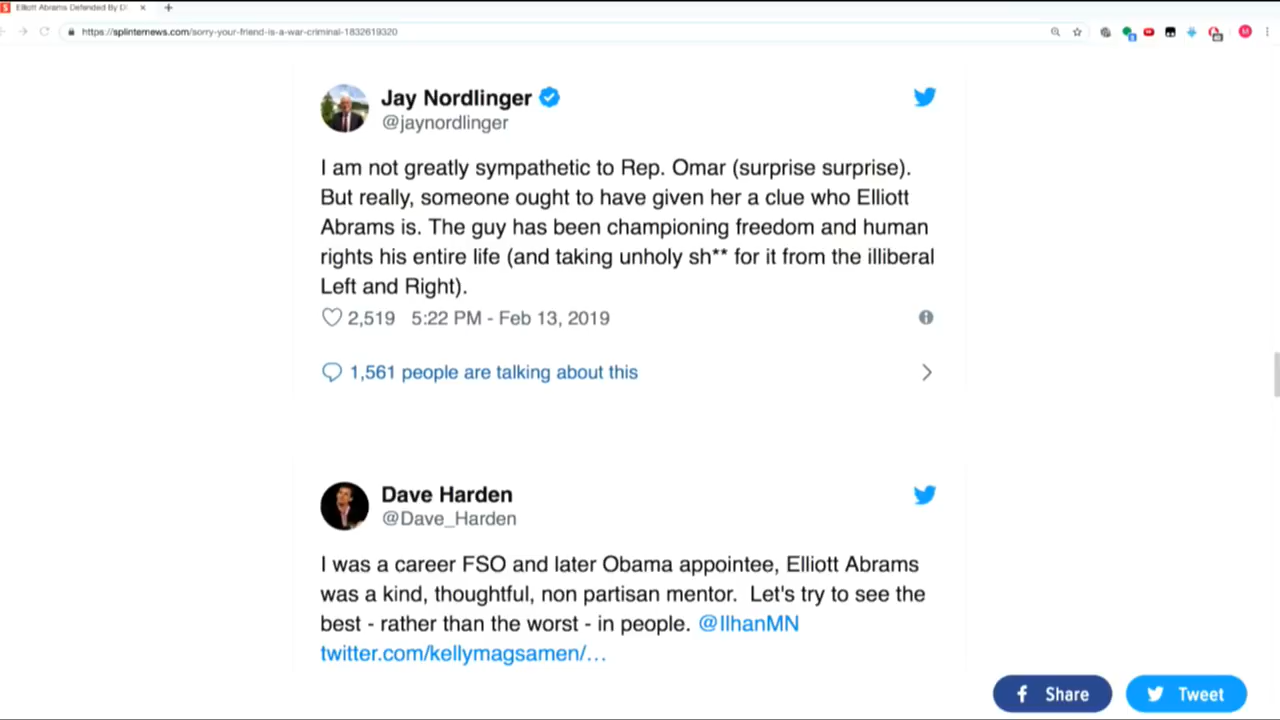 Elliott Abrams Defended By D
https://splinternews.com/sorry-your-friend-is-a-war-criminal-1832619320
Jay Nordlinger
@jaynordlinger
I am not greatly sympathetic to Rep. Omar (surprise surprise).
But really, someone ought to have given her a clue who Elliott
Abrams is. The guy has been championing freedom and human
rights his entire life (and taking unholy sh** for it from the illiberal
Left and Right).
2,519 5:22 PM - Feb 13, 2019
1,561 people are talking about this
Dave Harden
@Dave_Harden
I was a career FSO and later Obama appointee, Elliott Abrams
was a kind, thoughtful, non partisan mentor. Let's try to see the
best - rather than the worst - in people. @IlhanMN
twitter.com/kellymagsamen/…
Share Tweet